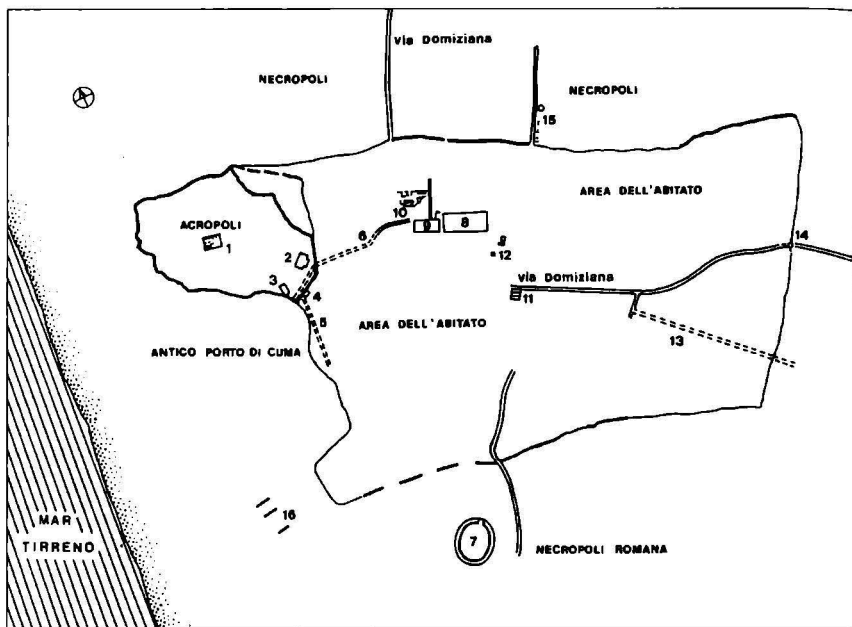 via Domiziana
NECROPOLI
NECROPOLI
15
AREA DELL'ABITATO
ACROPOLI
1
10
9
8
6
2
12
14
3
4
via Domiziana
11
5
AREA DELL'ABITATO
13
ANTICO PORTO DI CUMA
16
MAR
TIRRENO
7
NECROPOLI ROMANA